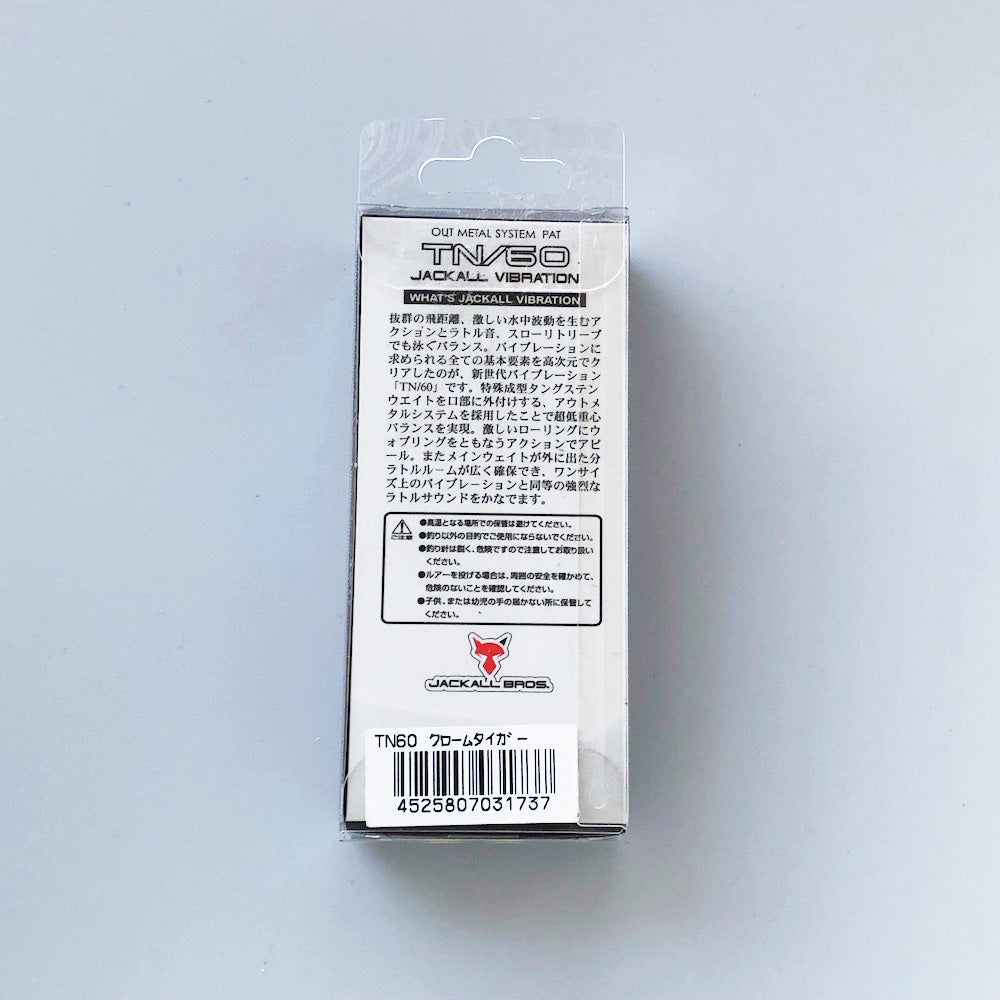 OUT METAL SYSTEM PAT
TN/60
JACKALL VIBRATION
WHAT'S JACKALL VIBRATION
抜群の飛距離、激しい水中波動を生むア
クションとラトル音、スローリトリーブ
でも泳ぐバランス。バイブレーションに
求められる全ての基本要素を高次元でク
リアしたのが、新世代バイブレーション
「TN/60」です。特殊成型タングステン
ウエイトを口部に外付けする、アウトメ
タルシステムを採用したことで超低重心
バランスを実現。激しいローリングにウ
ォブリングをともなうアクションでアピ
ール。またメインウェイトが外に出た分
ラトルルームが広く確保でき、ワンサイ
ズ上のバイブレーションと同等の強烈な
ラトルサウンドをかなでます。
ご注意
●高温となる場所での保管は避けてください。
●釣り以外の目的でご使用にならないでください。
●釣り針は鋭く、危険ですので注意してお取り扱い
ください。
●ルアーを投げる場合は、周囲の安全を確かめて、
危険のないことを確認してください。
●子供、または幼児の手の届かない所に保管して
ください。
JACKALL BROS.
TN60 クロームタイガー
4525807031737